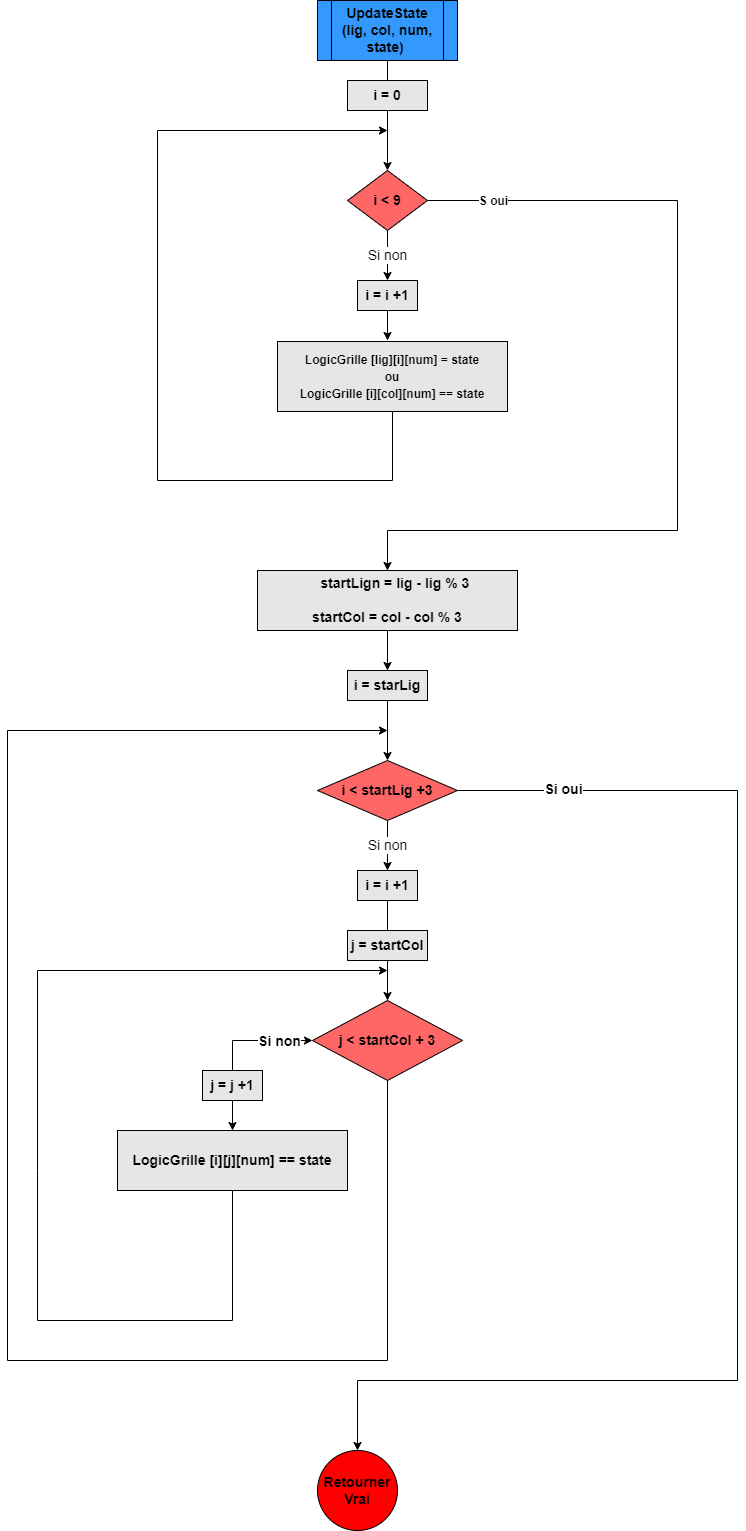 UpdateState
(lig, col, num,
state)
i = 0
i < 9
S oui
Si non
i = i +1
LogicGrille [lig][i][num] = state
ou
LogicGrille [i][col][num] == state
startLign = lig - lig % 3
startCol = col - col % 3
i = starLig
i < startLig +3
Si oui
Si non
i = i +1
j = startCol
j < startCol + 3
Si non
j = j +1
LogicGrille [i][j][num] == state
Retourner
Vrai